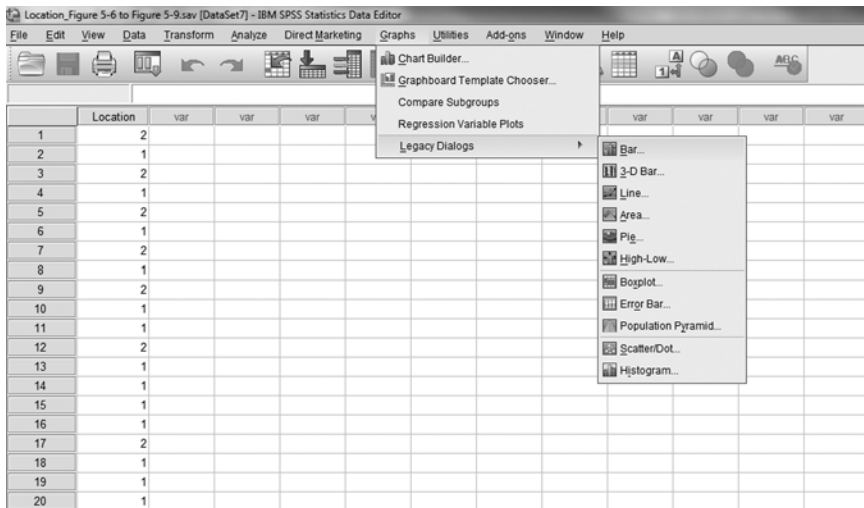 Location_Figure 5-6 to Figure 5-9.sav [DataSet7] - IBM SPSS Statistics Data Editor
File Edit View Data Transform Analyze Direct Marketing Graphs Utilities Add-ons Window Help
Chart Builder...
Graphboard Template Chooser...
Compare Subgroups
Regression Variable Plots
Legacy Dialogs
Bar...
3-D Bar...
Line...
Area...
Pie...
High-Low...
Boxplot...
Error Bar...
Population Pyramid...
Scatter/Dot...
Histogram...
Location var var var var var var var
1 2
2 1
3 2
4 1
5 2
6 1
7 2
8 1
9 2
10 1
11 1
12 2
13 1
14 1
15 1
16 1
17 2
18 1
19 1
20 1